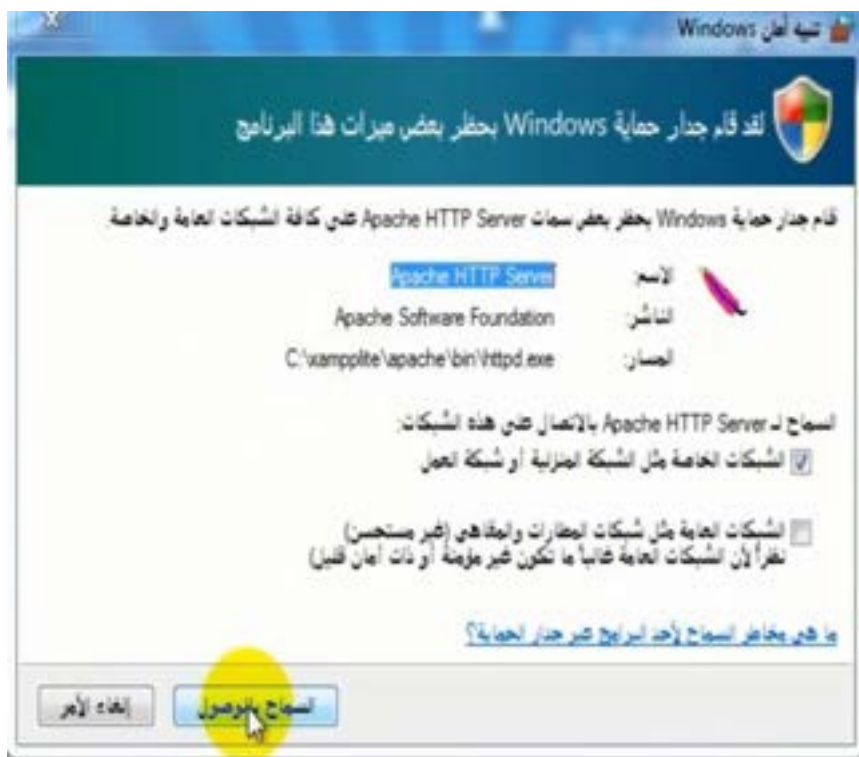 تنبيه أمان Windows
لقد قام جدار حماية Windows بحظر بعض ميزات هذا البرنامج
قام جدار حماية Windows بحظر بعض سمات Apache HTTP Server على كافة الشبكات العامة والخاصة.
الاسم: Apache HTTP Server
الناشر: Apache Software Foundation
المسار: C:\xampplite\apache\bin\httpd.exe
السماح لـ Apache HTTP Server بالاتصال على هذه الشبكات:
الشبكات الخاصة مثل الشبكة المنزلية أو شبكة العمل
الشبكات العامة مثل شبكات المطارات والمقاهي (غير مستحسن)
نظراً لأن الشبكات العامة غالباً ما تكون غير مؤمنة أو ذات أمان قليل)
ما هي مخاطر السماح لأحد البرامج عبر جدار الحماية؟
السماح بالوصول
إلغاء الأمر